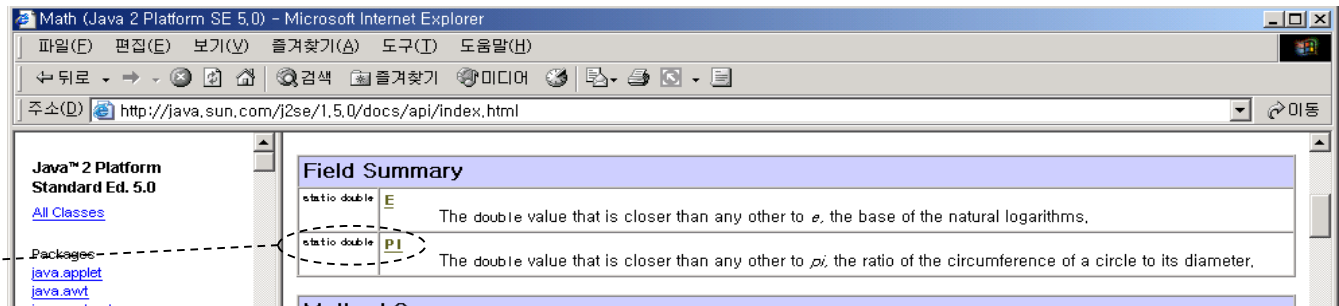 Math (Java 2 Platform SE 5.0) - Microsoft Internet Explorer
파일(F) 편집(E) 보기(V) 즐겨찾기(A) 도구(T) 도움말(H)
뒤로 검색 즐겨찾기 미디어
주소(D) http://java.sun.com/j2se/1.5.0/docs/api/index.html 이동
Java™ 2 Platform
Standard Ed. 5.0
All Classes
Packages
java.applet
java.awt
Field Summary
static double E
The double value that is closer than any other to e, the base of the natural logarithms.
static double PI
The double value that is closer than any other to pi, the ratio of the circumference of a circle to its diameter.